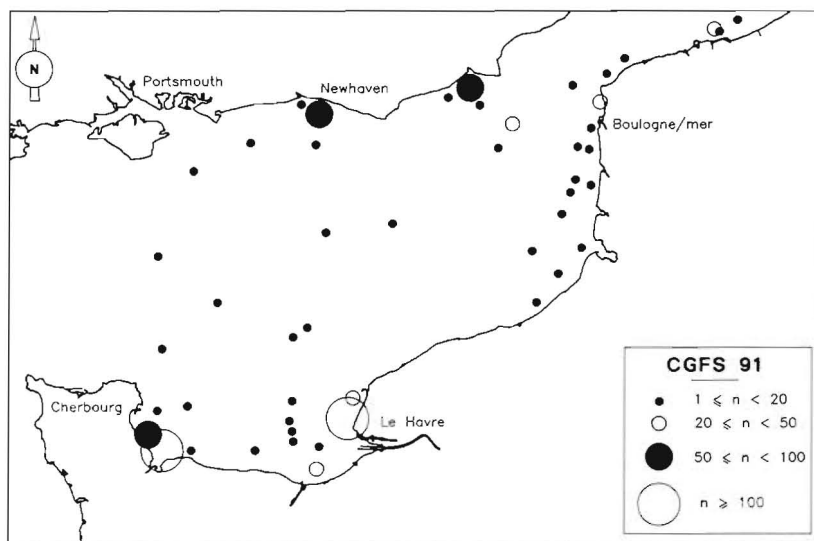 N
Portsmouth
Newhaven
Boulogne/mer
Cherbourg
Le Havre
CGFS 91
1 ⩽ n < 20
20 ⩽ n < 50
50 ⩽ n < 100
n ⩾ 100